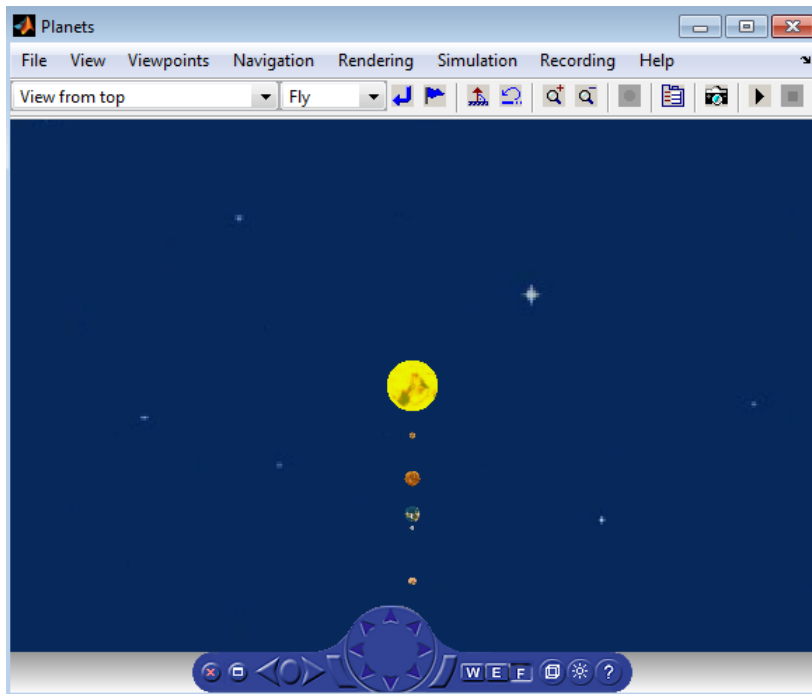 Planets
File View Viewpoints Navigation Rendering Simulation Recording Help
View from top Fly
W E F ?